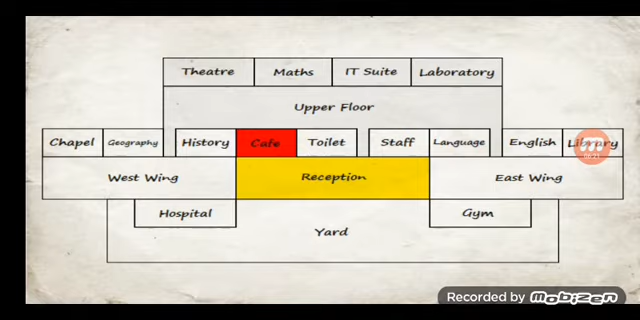 Theatre Maths IT Suite Laboratory
Upper Floor
Chapel Geography History Cafe Toilet Staff Language English Library
West Wing Reception East Wing
Hospital Gym
Yard
Recorded by mobizen